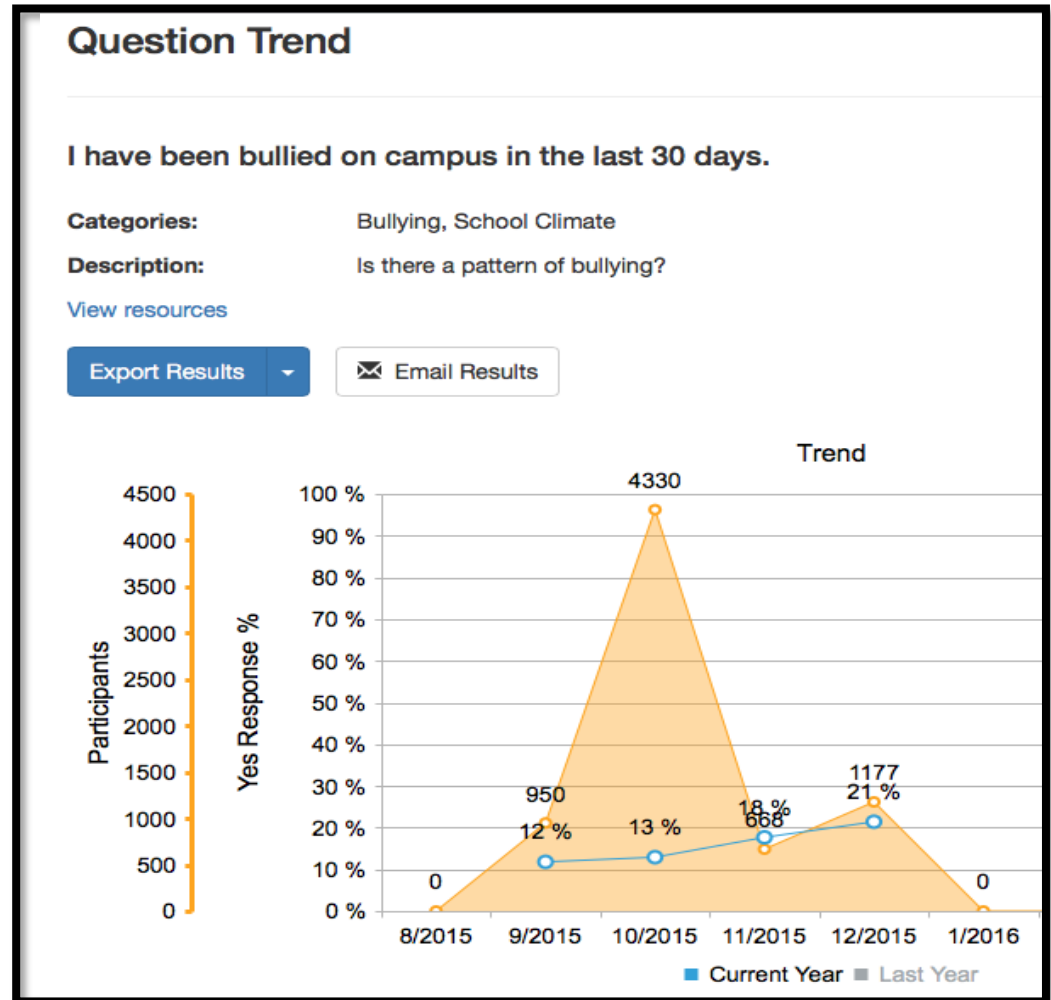 Question Trend
I have been bullied on campus in the last 30 days.
Categories: Bullying, School Climate
Description: Is there a pattern of bullying?
View resources
Export Results Email Results
Trend
Participants
4500
4000
3500
3000
2500
2000
1500
1000
500
0
Yes Response %
100 %
90 %
80 %
70 %
60 %
50 %
40 %
30 %
20 %
10 %
0 %
4330
950
12 %
13 %
18 %
668
1177
21 %
0
0
8/2015 9/2015 10/2015 11/2015 12/2015 1/2016
Current Year Last Year